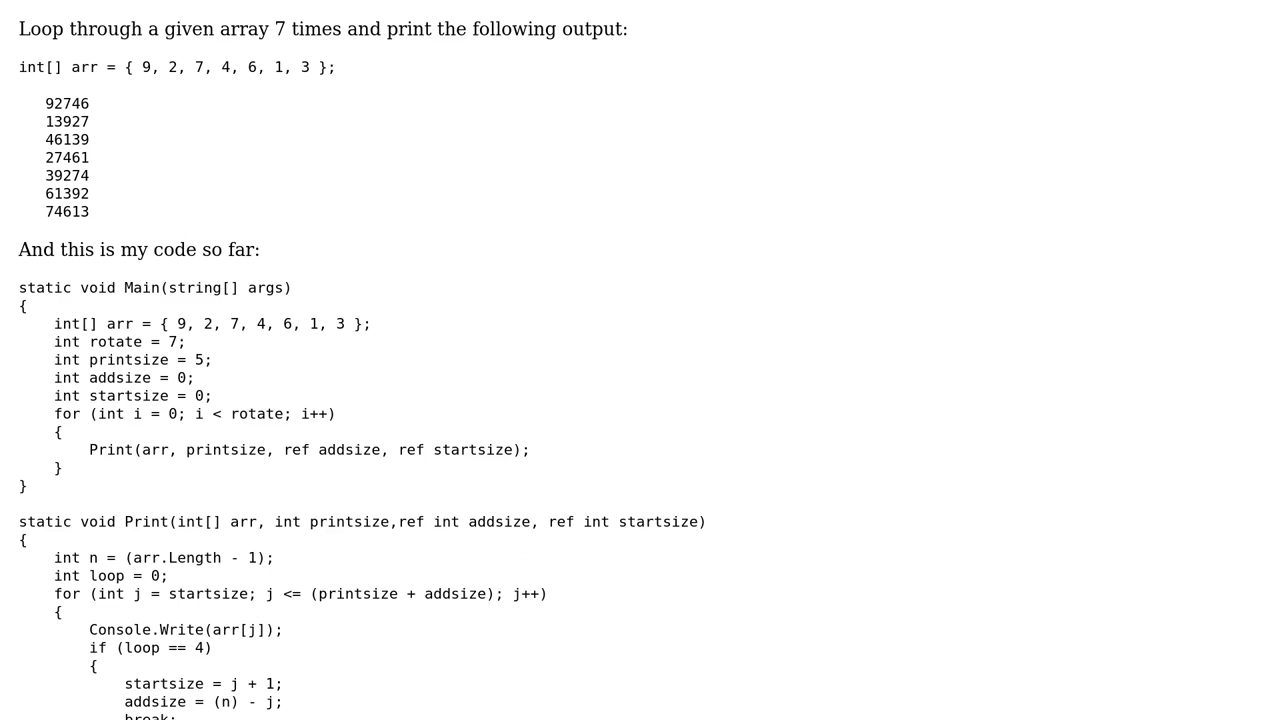 Loop through a given array 7 times and print the following output:
int[] arr = { 9, 2, 7, 4, 6, 1, 3 };
92746
13927
46139
27461
39274
61392
74613
And this is my code so far:
static void Main(string[] args)
{
    int[] arr = { 9, 2, 7, 4, 6, 1, 3 };
    int rotate = 7;
    int printsize = 5;
    int addsize = 0;
    int startsize = 0;
    for (int i = 0; i < rotate; i++)
    {
        Print(arr, printsize, ref addsize, ref startsize);
    }
}
static void Print(int[] arr, int printsize,ref int addsize, ref int startsize)
{
    int n = (arr.Length - 1);
    int loop = 0;
    for (int j = startsize; j <= (printsize + addsize); j++)
    {
        Console.Write(arr[j]);
        if (loop == 4)
        {
            startsize = j + 1;
            addsize = (n) - j;
            break;